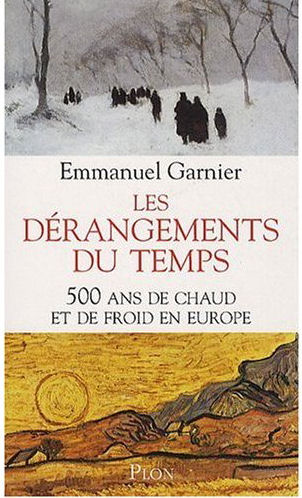 Emmanuel Garnier
LES
DÉRANGEMENTS
DU TEMPS
500 ANS DE CHAUD
ET DE FROID EN EUROPE
PLON